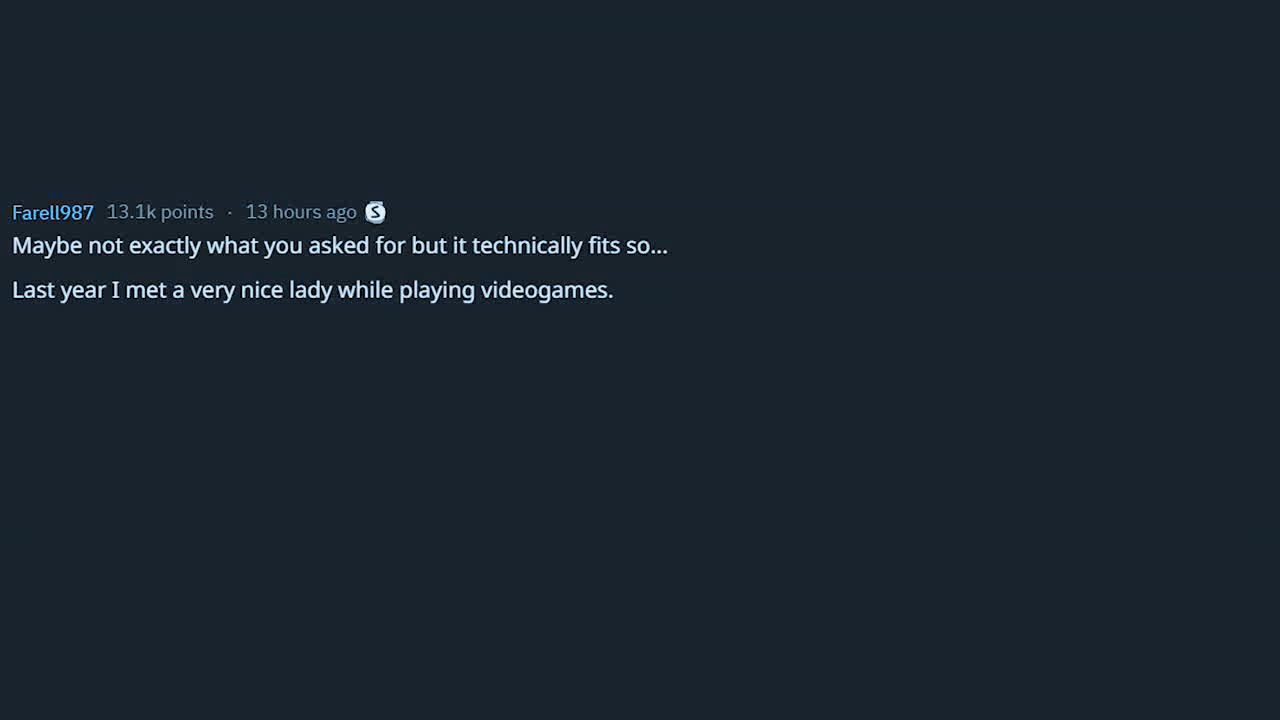 Farell987 13.1k points · 13 hours ago S
Maybe not exactly what you asked for but it technically fits so...
Last year I met a very nice lady while playing videogames.